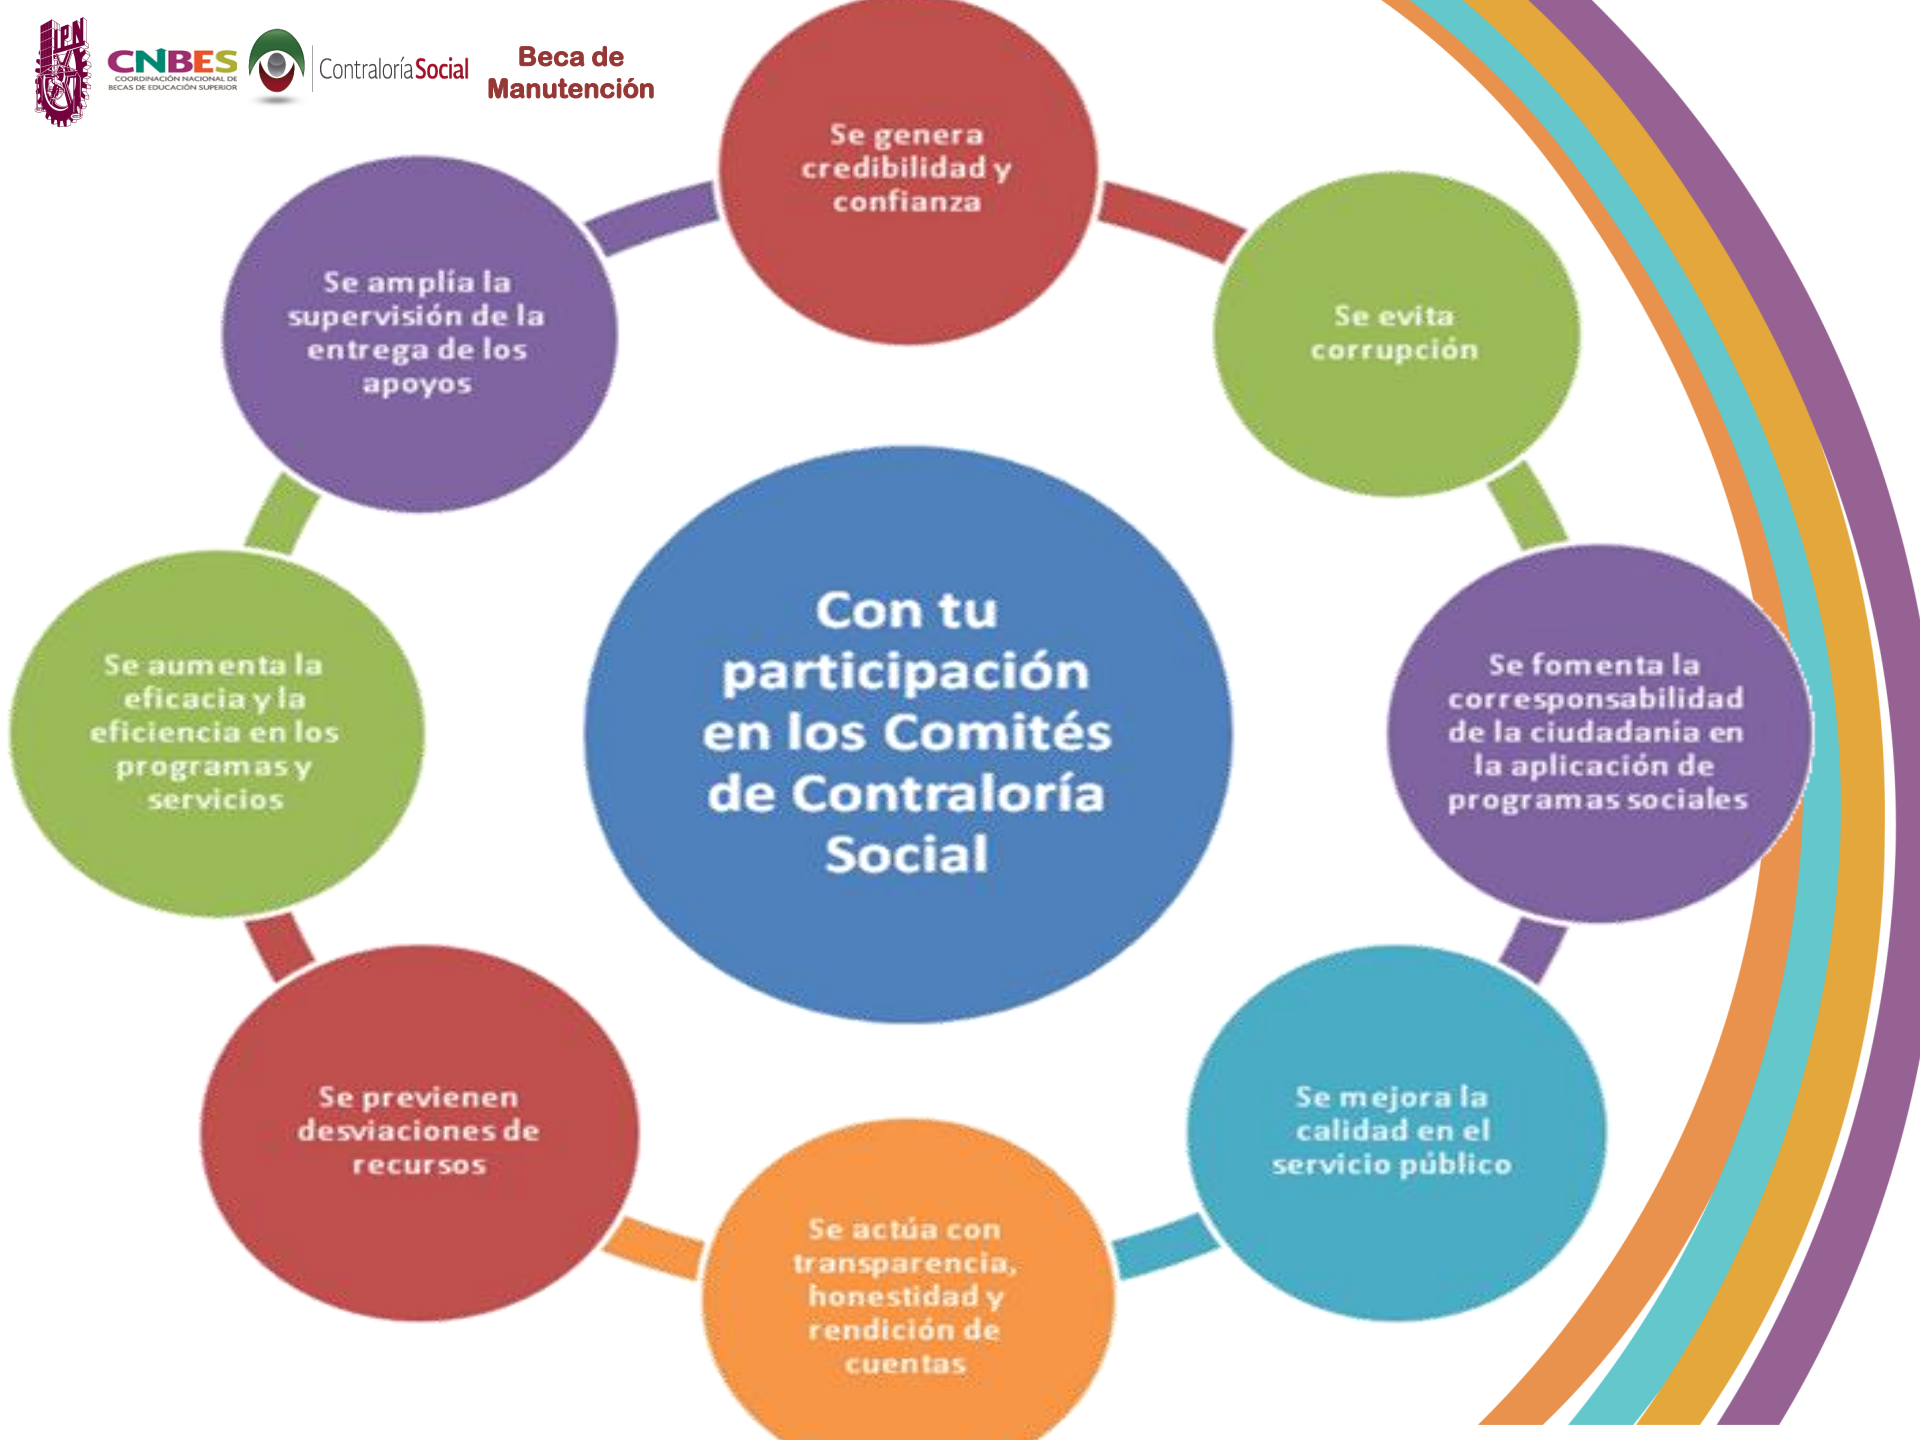 IPN
CNBES
COORDINACIÓN NACIONAL DE
BECAS DE EDUCACIÓN SUPERIOR
Contraloría Social
Beca de
Manutención
Se genera
credibilidad y
confianza
Se evita
corrupción
Se fomenta la
corresponsabilidad
de la ciudadanía en
la aplicación de
programas sociales
Se mejora la
calidad en el
servicio público
Se actúa con
transparencia,
honestidad y
rendición de
cuentas
Se previenen
desviaciones de
recursos
Se aumenta la
eficacia y la
eficiencia en los
programas y
servicios
Se amplía la
supervisión de la
entrega de los
apoyos
Con tu
participación
en los Comités
de Contraloría
Social